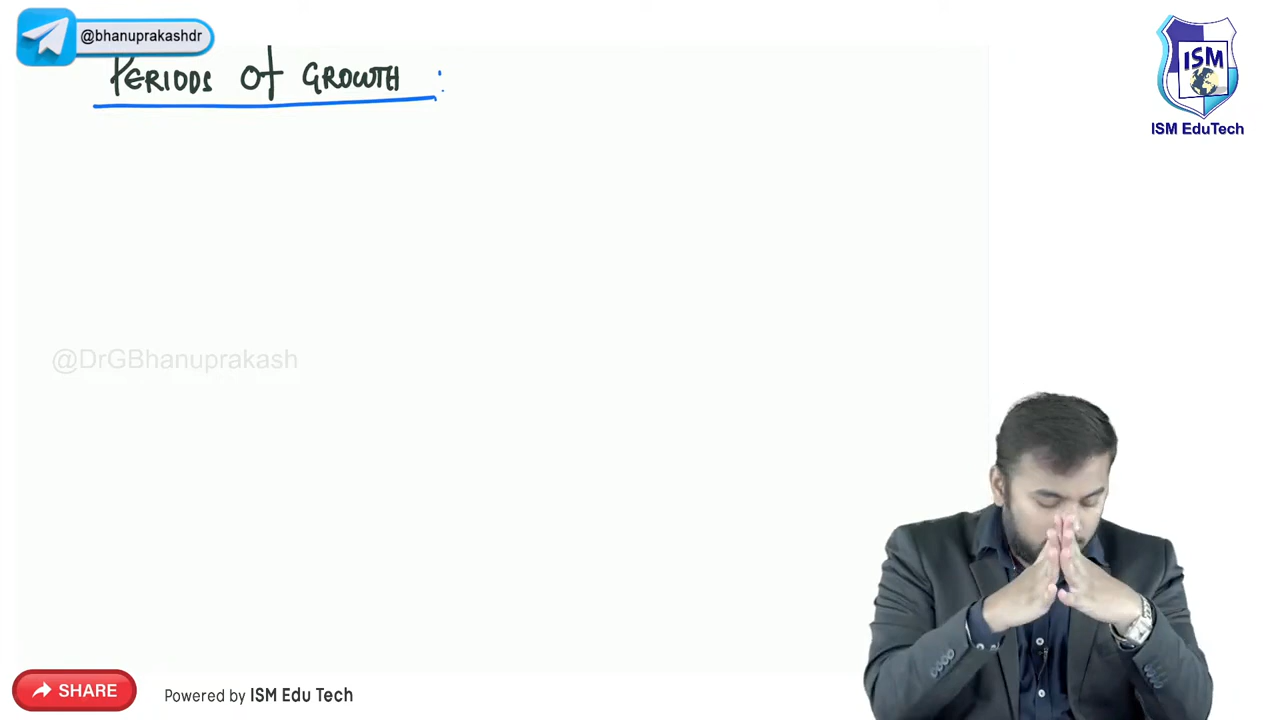 @bhanuprakashdr
PERIODS Of GROWTH :
ISM
ISM EduTech
@DrGBhanuprakash
SHARE
Powered by ISM Edu Tech